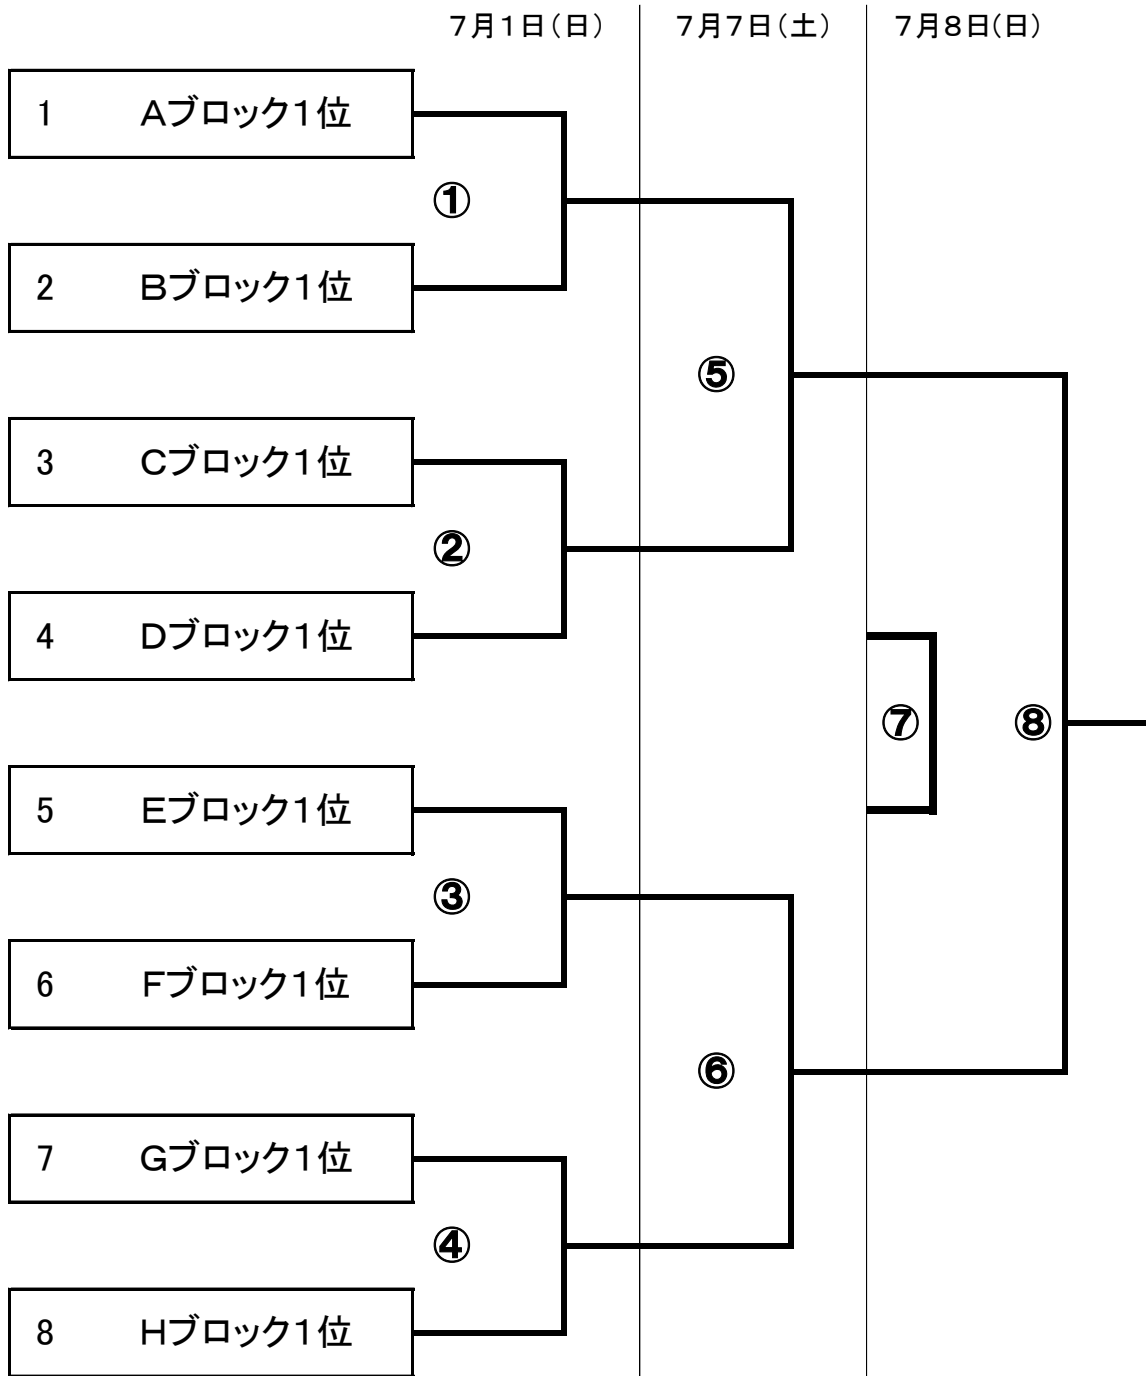 7月1日(日) 7月7日(土) 7月8日(日)
1 Aブロック1位
①
2 Bブロック1位
⑤
3 Cブロック1位
②
4 Dブロック1位
⑦ ⑧
5 Eブロック1位
③
6 Fブロック1位
⑥
7 Gブロック1位
④
8 Hブロック1位